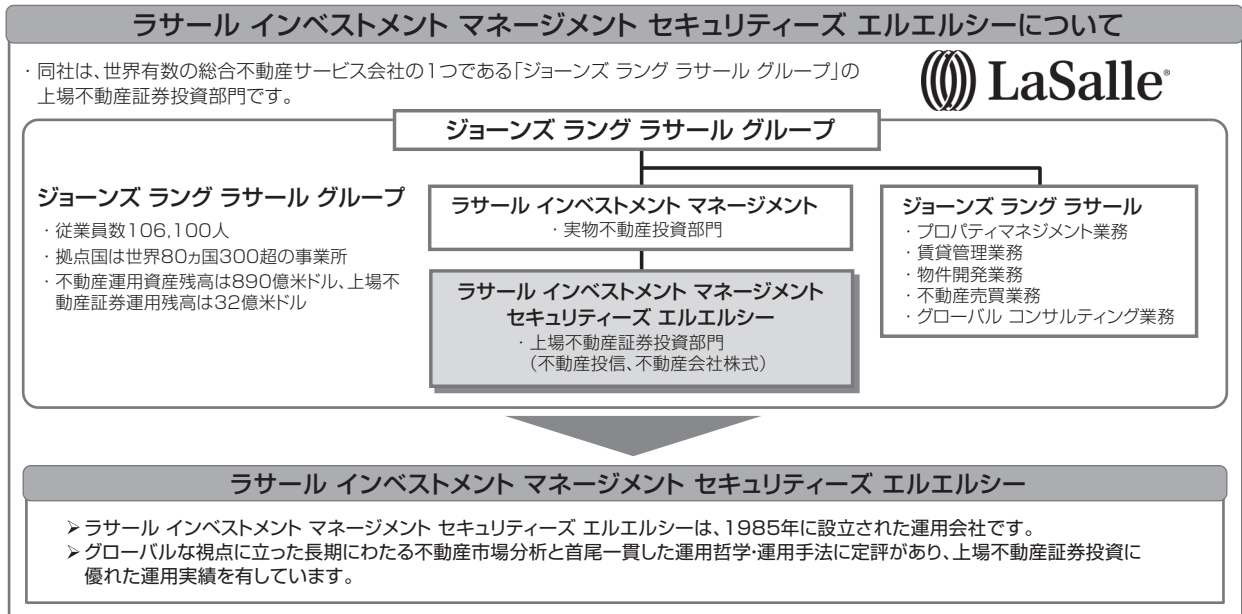 ラサール インベストメント マネージメント セキュリティーズ エルエルシーについて
・同社は、世界有数の総合不動産サービス会社の1つである「ジョーンズ ラング ラサール グループ」の
上場不動産証券投資部門です。
LaSalle®
ジョーンズ ラング ラサール グループ
ジョーンズ ラング ラサール グループ
・従業員数106,100人
・拠点国は世界80ヵ国300超の事業所
・不動産運用資産残高は890億米ドル、上場不
動産証券運用残高は32億米ドル
ラサール インベストメント マネージメント
・実物不動産投資部門
ラサール インベストメント マネージメント
セキュリティーズ エルエルシー
・上場不動産証券投資部門
（不動産投信、不動産会社株式）
ジョーンズ ラング ラサール
・プロパティマネジメント業務
・賃貸管理業務
・物件開発業務
・不動産売買業務
・グローバル コンサルティング業務
ラサール インベストメント マネージメント セキュリティーズ エルエルシー
➢ラサール インベストメント マネージメント セキュリティーズ エルエルシーは、1985年に設立された運用会社です。
➢グローバルな視点に立った長期にわたる不動産市場分析と首尾一貫した運用哲学・運用手法に定評があり、上場不動産証券投資に
優れた運用実績を有しています。